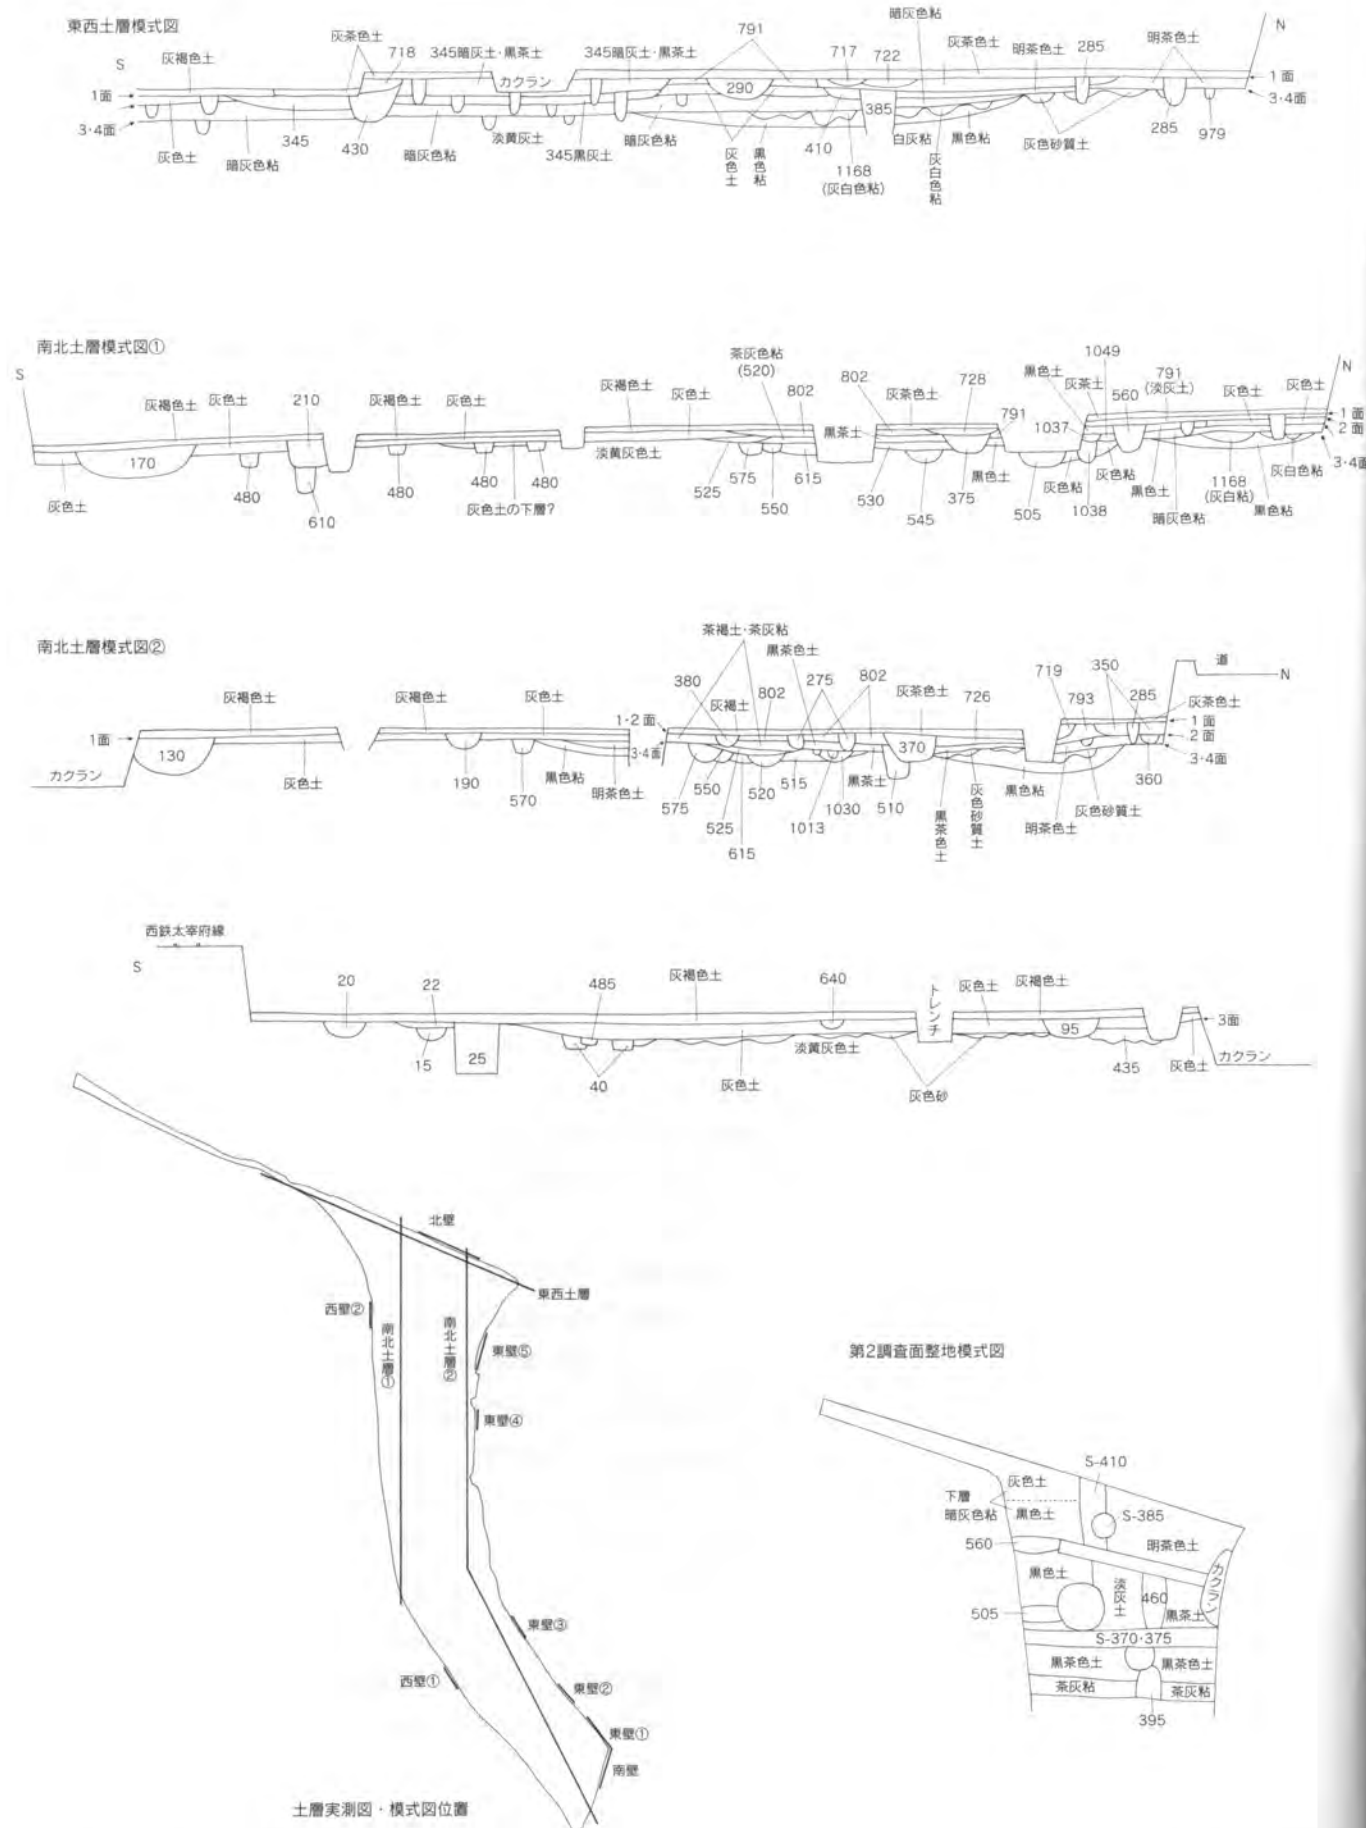 東西土層模式図
S
N
灰褐色土
灰茶色土
718
345暗灰土・黒茶土
カクラン
345暗灰土・黒茶土
791
290
717
722
暗灰色粘
灰茶色土
明茶色土
285
明茶色土
1面
3・4面
1面
3・4面
灰色土
暗灰色粘
345
430
暗灰色粘
淡黄灰土
345黒灰土
暗灰色粘
灰色土
黒色粘
410
1168
(灰白色粘)
385
白灰粘
灰白色粘
黒色粘
灰色砂質土
285
979
南北土層模式図①
S
N
灰褐色土
灰色土
210
灰褐色土
灰色土
灰褐色土
灰色土
茶灰色粘
(520)
802
802
灰茶色土
728
791
黒色土
灰茶土
1049
560
791
(淡灰土)
灰色土
灰色土
1面
2面
3・4面
170
灰色土
480
610
480
480
480
灰色土の下層?
淡黄灰色土
525
575
550
615
黒茶土
530
545
375
黒色土
505
1037
灰色粘
1038
灰色粘
黒色土
暗灰色粘
1168
(灰白粘)
黒色粘
灰白色粘
南北土層模式図②
灰褐色土
灰褐色土
灰色土
茶褐土・茶灰粘
黒茶色土
380
灰褐土
802
275
802
灰茶色土
726
719
793
350
285
灰茶色土
道
N
1面
2面
3・4面
1面
カクラン
130
灰色土
190
570
黒色粘
明茶色土
1・2面
3・4面
575
550
525
615
520
515
1013
1030
黒茶土
370
510
黒茶色土
灰色砂質土
黒色粘
明茶色土
灰色砂質土
360
西鉄太宰府線
S
20
22
485
灰褐色土
640
トレンチ
灰色土
灰褐色土
3面
15
25
40
灰色土
淡黄灰色土
灰色砂
95
435
灰色土
カクラン
北壁
東西土層
西壁②
南北土層①
南北土層②
東壁⑤
東壁④
東壁③
西壁①
東壁②
東壁①
南壁
土層実測図・模式図位置
第2調査面整地模式図
S-410
灰色土
下層
暗灰色粘
黒色土
S-385
560
明茶色土
カクラン
黒色土
淡灰土
460
黒茶土
505
S-370・375
黒茶色土
黒茶色土
茶灰粘
茶灰粘
395